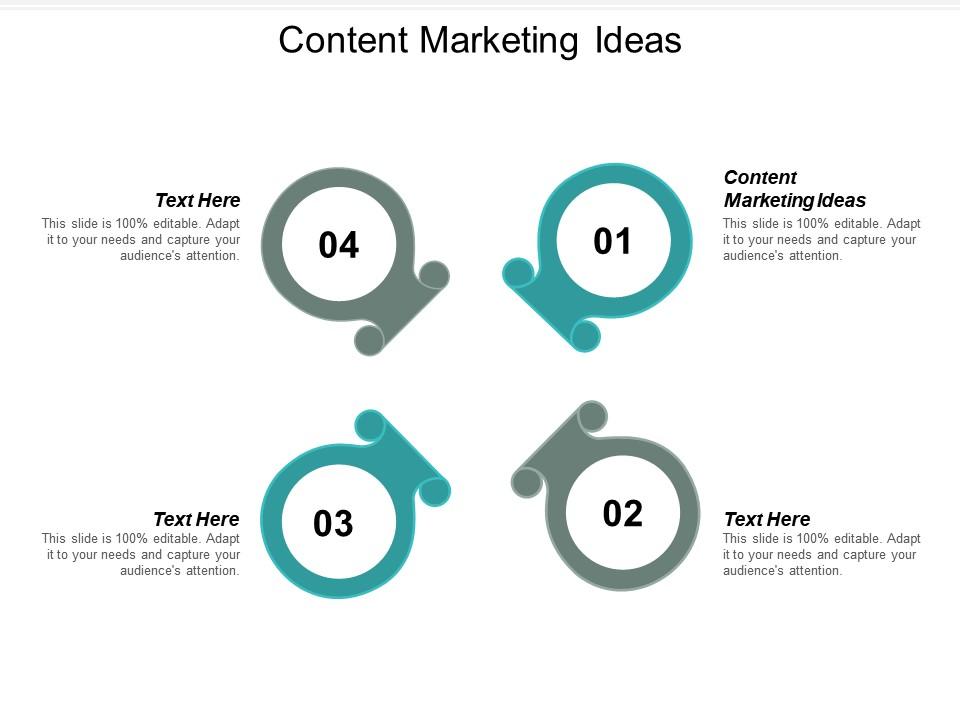 Content Marketing Ideas
Text Here
This slide is 100% editable. Adapt
it to your needs and capture your
audience's attention.
04
01
Content
Marketing Ideas
This slide is 100% editable. Adapt
it to your needs and capture your
audience's attention.
Text Here
This slide is 100% editable. Adapt
it to your needs and capture your
audience's attention.
03
02
Text Here
This slide is 100% editable. Adapt
it to your needs and capture your
audience's attention.